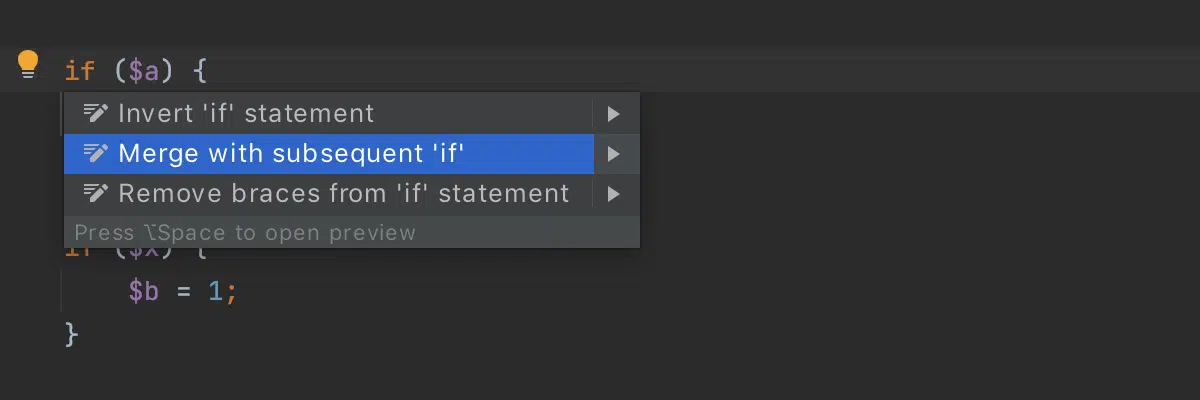 if ($a) {
Invert 'if' statement
Merge with subsequent 'if'
Remove braces from 'if' statement
Press ⌥Space to open preview
if ($x) {
$b = 1;
}